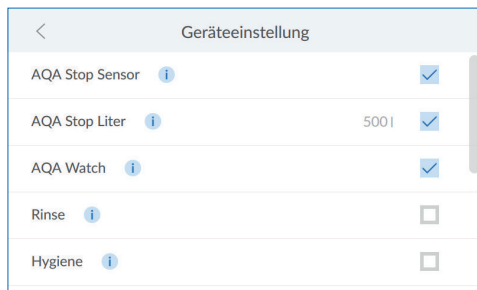 Geräteeinstellung
AQA Stop Sensor i
AQA Stop Liter i 500 l
AQA Watch i
Rinse i
Hygiene i